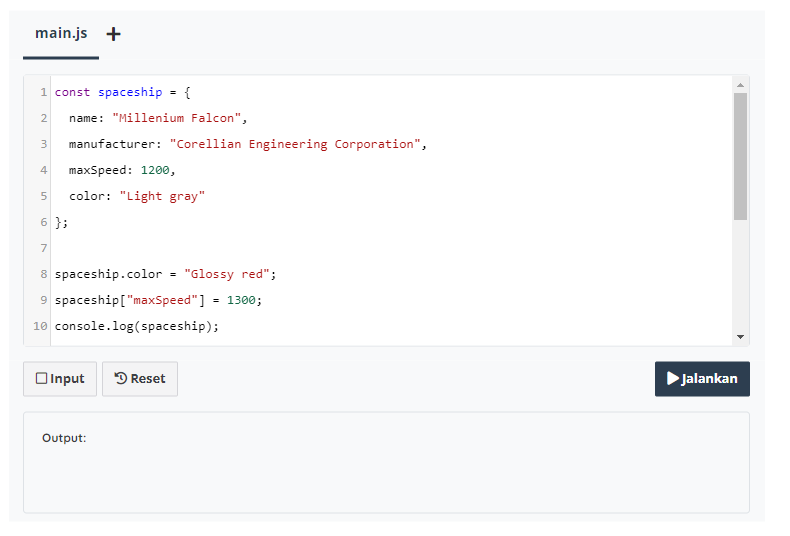 main.js +
1 const spaceship = {
2   name: "Millenium Falcon",
3   manufacturer: "Corellian Engineering Corporation",
4   maxSpeed: 1200,
5   color: "Light gray"
6 };
7
8 spaceship.color = "Glossy red";
9 spaceship["maxSpeed"] = 1300;
10 console.log(spaceship);
Input Reset Jalankan
Output: